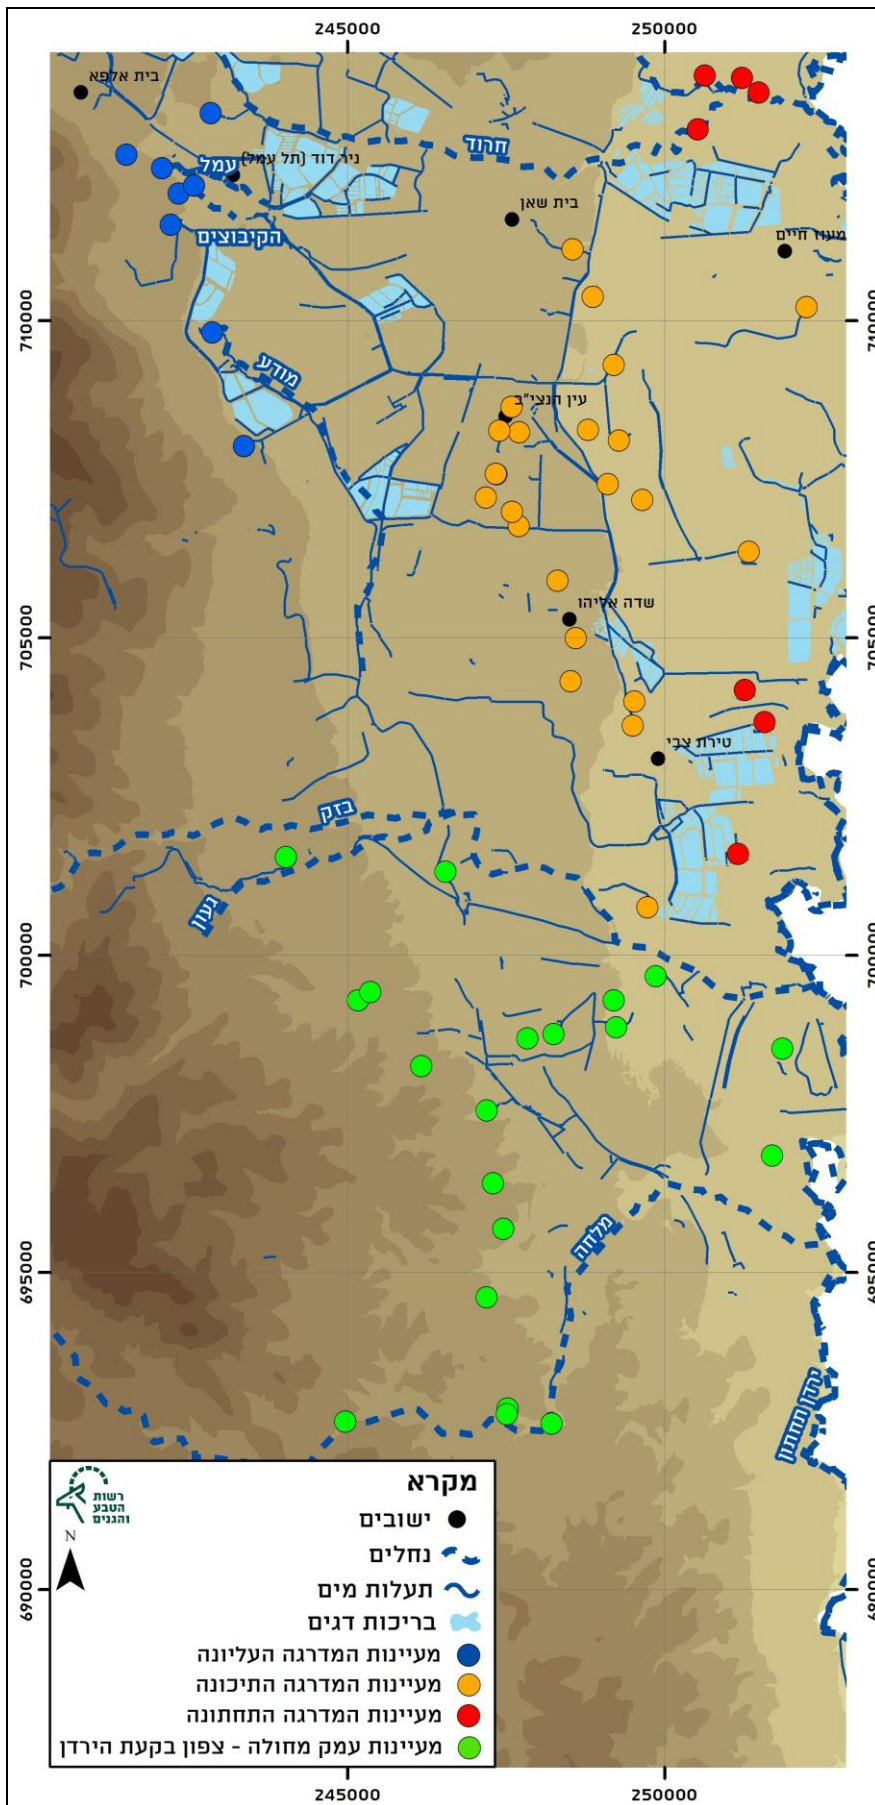 245000
250000
בית אלפא
חרוד
עמל
ניר דוד (תל עמל)
בית שאן
מעוז חיים
הקיבוצים
710000
710000
מודע
עין הנצי"ב
שדה אליהו
705000
705000
טירת צבי
בזק
געון
700000
700000
מלחה
695000
695000
ירדן תחתון
מקרא
רשות
הטבע
והגנים
N
ישובים
נחלים
תעלות מים
בריכות דגים
מעיינות המדרגה העליונה
מעיינות המדרגה התיכונה
מעיינות המדרגה התחתונה
מעיינות עמק מחולה - צפון בקעת הירדן
690000
690000
245000
250000